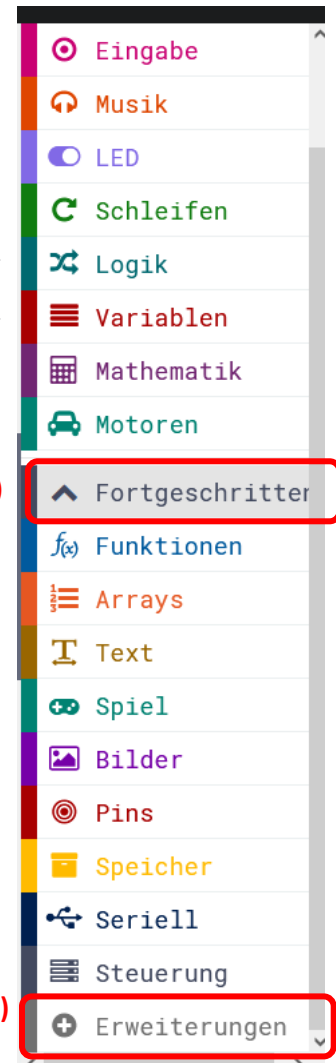 Eingabe
Musik
LED
Schleifen
Logik
Variablen
Mathematik
Motoren
)
Fortgeschritten
f(x) Funktionen
Arrays
Text
Spiel
Bilder
Pins
Speicher
Seriell
Steuerung
)
Erweiterungen